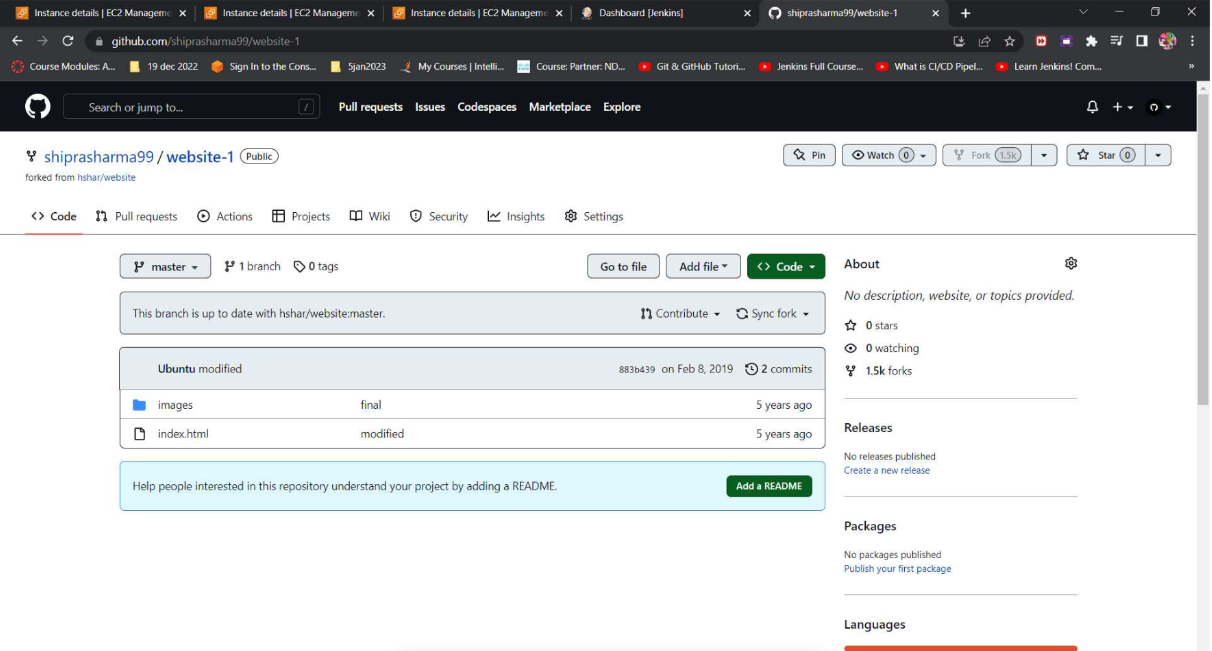 Instance details | EC2 Manageme
Instance details | EC2 Manageme
Instance details | EC2 Manageme
Dashboard [Jenkins]
shiprasharma99/website-1
github.com/shiprasharma99/website-1
Course Modules: A...
19 dec 2022
Sign In to the Cons...
5jan2023
My Courses | Intelli...
Course: Partner: ND...
Git & GitHub Tutori...
Jenkins Full Course...
What is CI/CD Pipel...
Learn Jenkins! Com...
»
Search or jump to...
/
Pull requests
Issues
Codespaces
Marketplace
Explore
shiprasharma99 / website-1 Public
Pin
Watch 0
Fork 1.5k
Star 0
forked from hshar/website
Code
Pull requests
Actions
Projects
Wiki
Security
Insights
Settings
master
1 branch
0 tags
Go to file
Add file
Code
This branch is up to date with hshar/website:master.
Contribute
Sync fork
Ubuntu modified
883b439 on Feb 8, 2019
2 commits
images final 5 years ago
index.html modified 5 years ago
Help people interested in this repository understand your project by adding a README.
Add a README
About
No description, website, or topics provided.
0 stars
0 watching
1.5k forks
Releases
No releases published
Create a new release
Packages
No packages published
Publish your first package
Languages